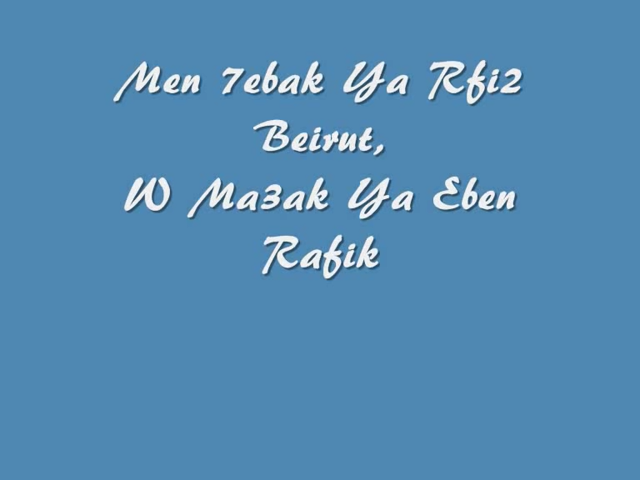 Men 7ebak Ya Rfi2
Beirut,
W Ma3ak Ya Eben
Rafik